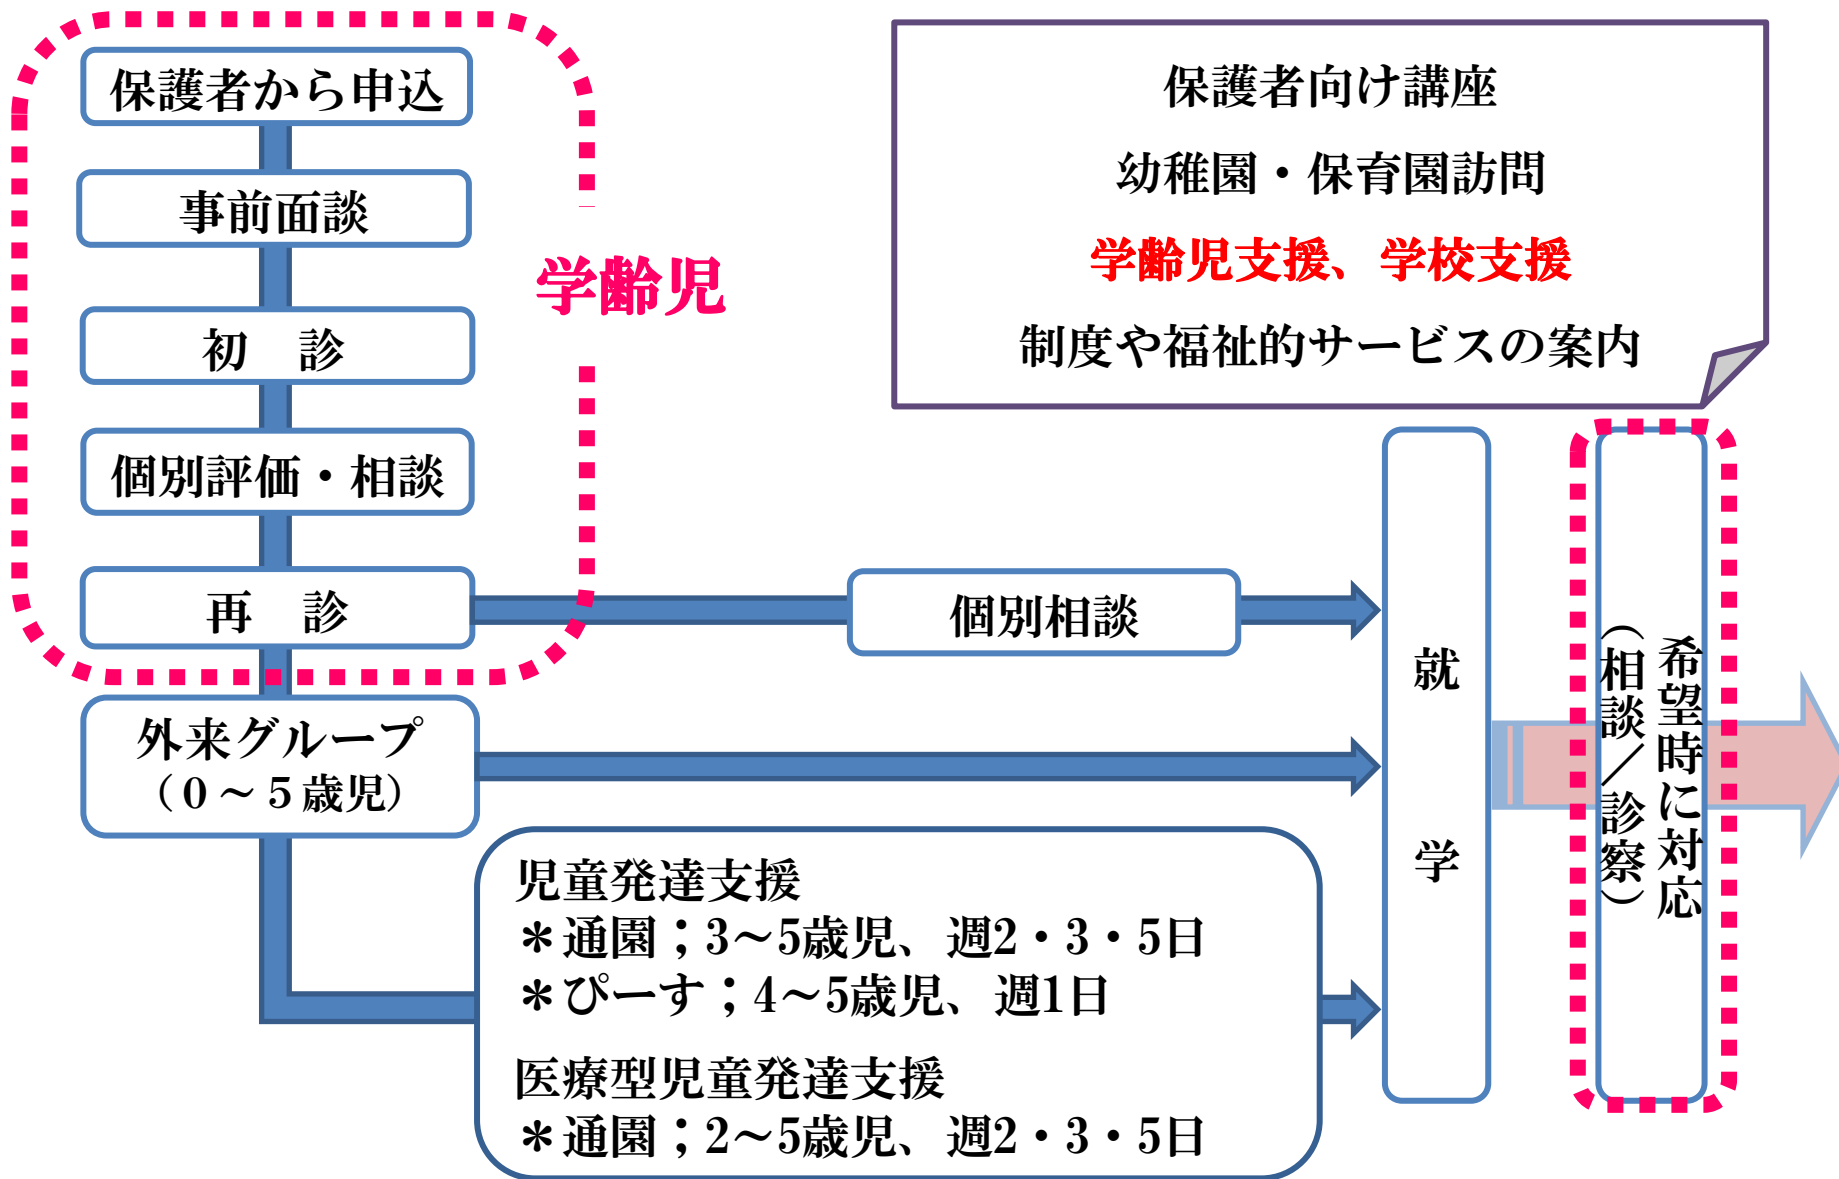 保護者から申込
事前面談
初　診
個別評価・相談
再　診
学齢児
保護者向け講座
幼稚園・保育園訪問
学齢児支援、学校支援
制度や福祉的サービスの案内
個別相談
外来グループ
（０～５歳児）
児童発達支援
＊通園；3～5歳児、週2・3・5日
＊ぴーす；4～5歳児、週1日
医療型児童発達支援
＊通園；2～5歳児、週2・3・5日
就学
希望時に対応
（相談／診察）